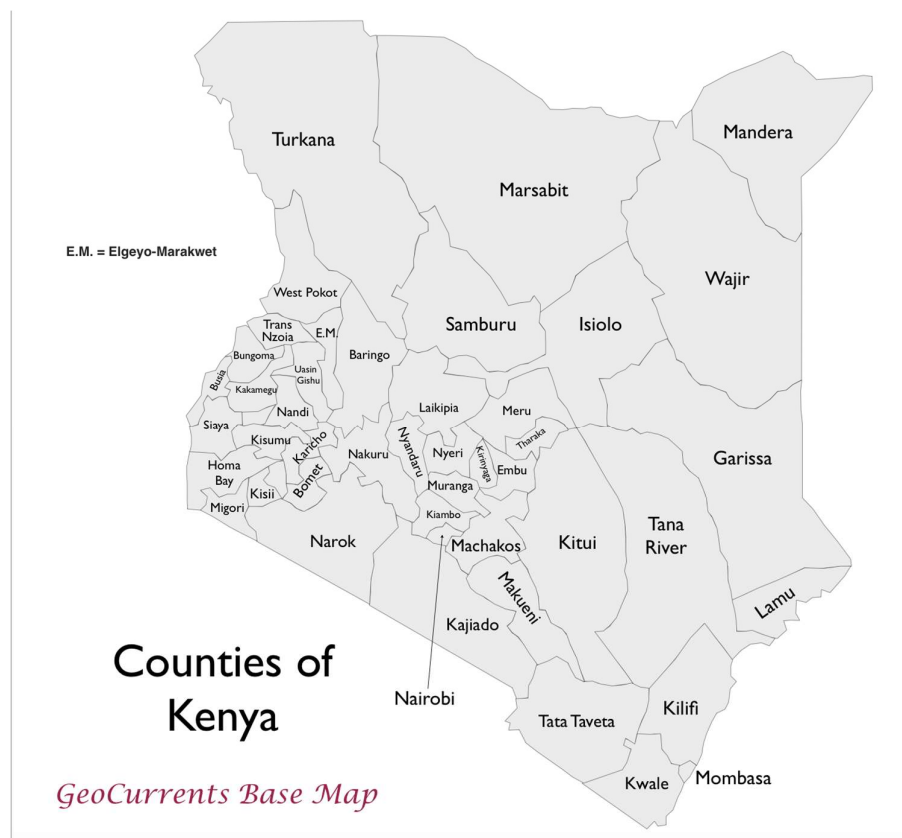 Turkana
Mandera
Marsabit
E.M. = Elgeyo-Marakwet
Wajir
West Pokot
Samburu
Isiolo
Trans
Nzoia
E.M.
Bungoma
Baringo
Uasin
Gishu
Busia
Kakamegu
Laikipia
Meru
Nandi
Siaya
Kisumu
Karicho
Nyandaru
Nyeri
Tharaka
Kirinyaga
Nakuru
Garissa
Homa
Bay
Embu
Bomet
Kisii
Muranga
Migori
Kiambo
Narok
Machakos
Kitui
Tana
River
Makueni
Lamu
Kajiado
Counties of
Kenya
Nairobi
Tata Taveta
Kilifi
Kwale
Mombasa
GeoCurrents Base Map